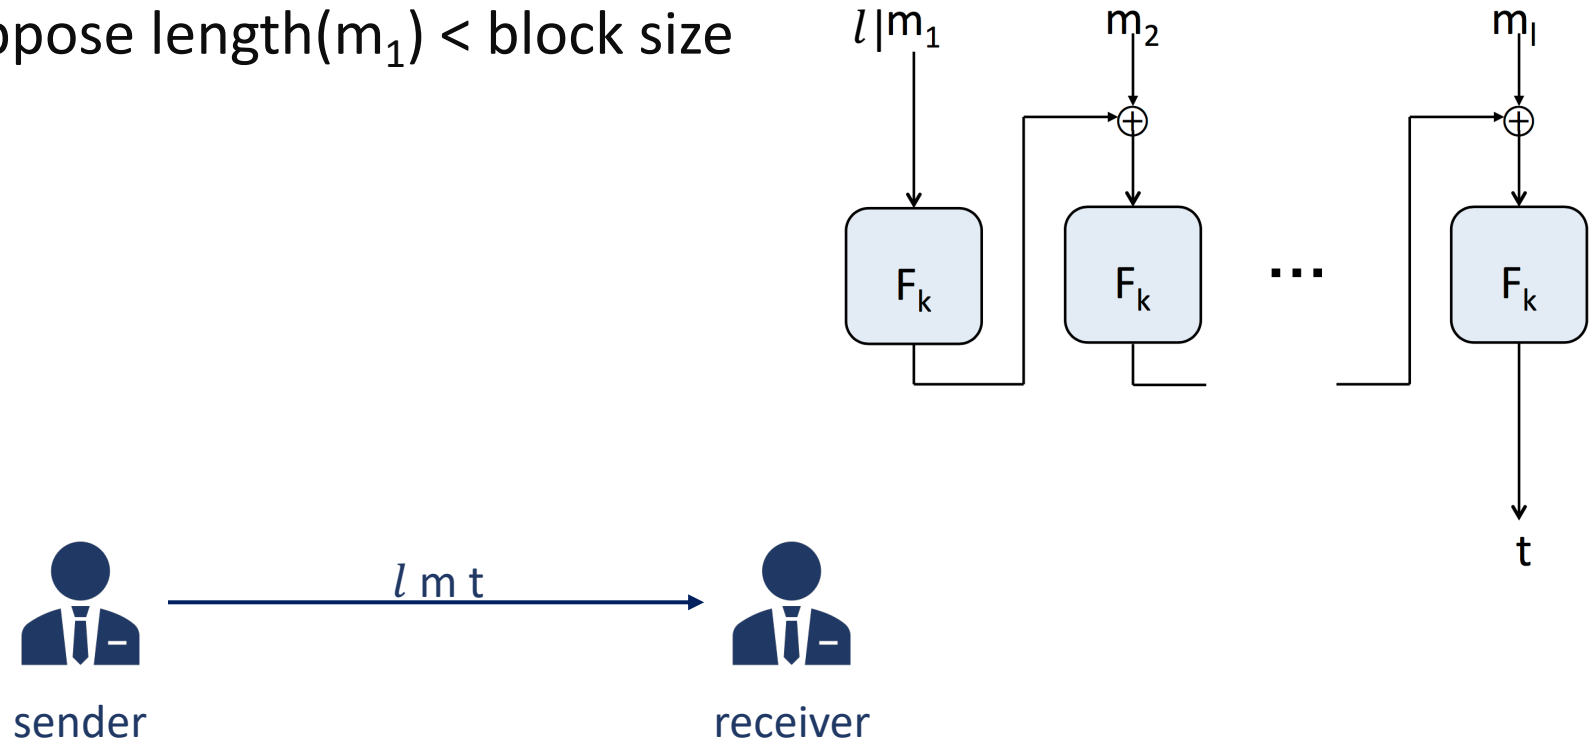 ppose length(m₁) < block size
l|m₁
m₂
mₗ
Fₖ
Fₖ
...
Fₖ
t
l m t
sender
receiver